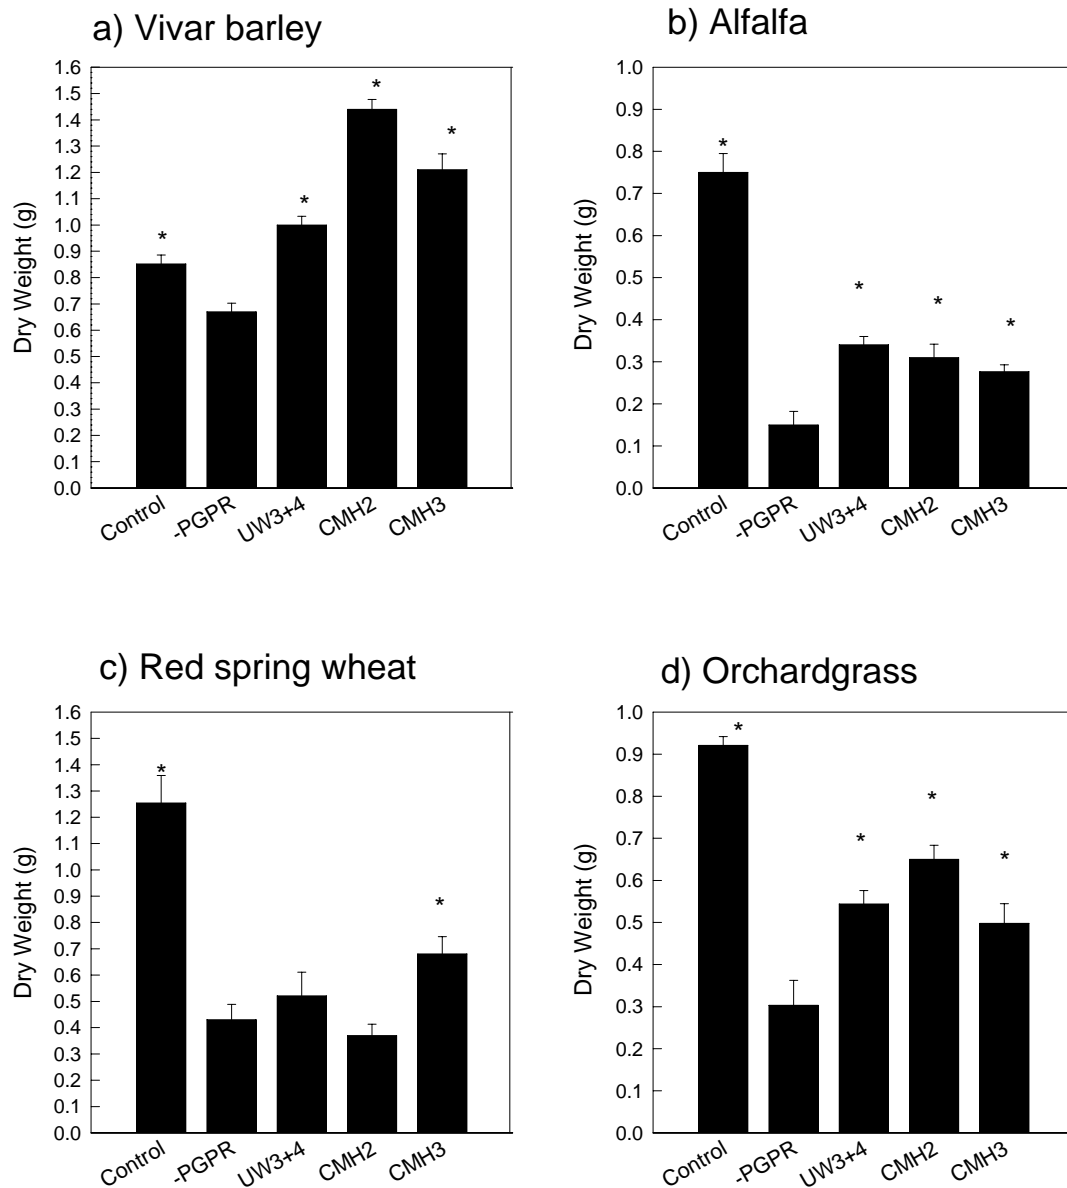 a) Vivar barley
Dry Weight (g)
1.6
1.5
1.4
1.3
1.2
1.1
1.0
0.9
0.8
0.7
0.6
0.5
0.4
0.3
0.2
0.1
0.0
*
*
*
*
Control
-PGPR
UW3+4
CMH2
CMH3
b) Alfalfa
Dry Weight (g)
1.0
0.9
0.8
0.7
0.6
0.5
0.4
0.3
0.2
0.1
0.0
*
*
*
*
Control
-PGPR
UW3+4
CMH2
CMH3
c) Red spring wheat
Dry Weight (g)
1.6
1.5
1.4
1.3
1.2
1.1
1.0
0.9
0.8
0.7
0.6
0.5
0.4
0.3
0.2
0.1
0.0
*
*
Control
-PGPR
UW3+4
CMH2
CMH3
d) Orchardgrass
Dry Weight (g)
1.0
0.9
0.8
0.7
0.6
0.5
0.4
0.3
0.2
0.1
0.0
*
*
*
*
Control
-PGPR
UW3+4
CMH2
CMH3